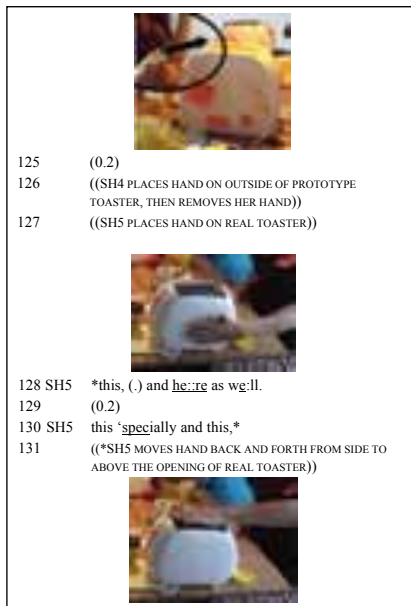 125 (0.2)
126 ((SH4 PLACES HAND ON OUTSIDE OF PROTOTYPE
TOASTER, THEN REMOVES HER HAND))
127 ((SH5 PLACES HAND ON REAL TOASTER))
128 SH5 *this, (.) and he::re as we:ll.
129 (0.2)
130 SH5 this ‘specially and this,*
131 ((*SH5 MOVES HAND BACK AND FORTH FROM SIDE TO
ABOVE THE OPENING OF REAL TOASTER))